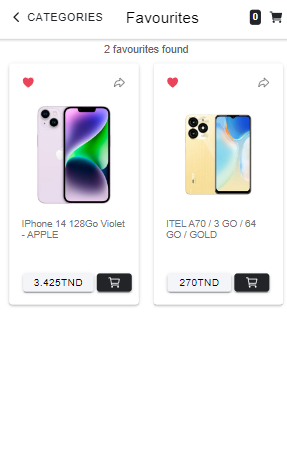 CATEGORIES
Favourites
0
2 favourites found
IPhone 14 128Go Violet
- APPLE
3.425TND
ITEL A70 / 3 GO / 64
GO / GOLD
270TND